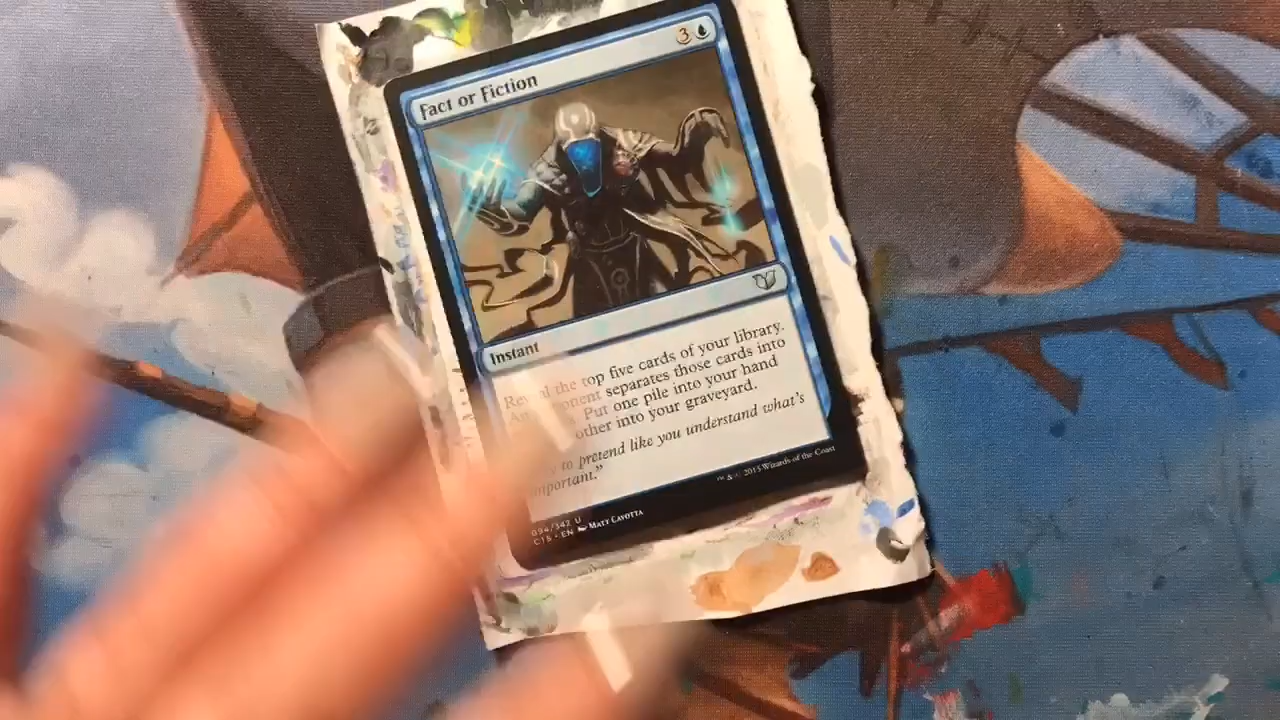 Fact or Fiction
3
Instant
Reveal the top five cards of your library.
An opponent separates those cards into
. Put one pile into your hand
other into your graveyard.
to pretend like you understand what's
important."
™ & © 2015 Wizards of the Coast
094/342 U
C15 • EN Matt Cavotta